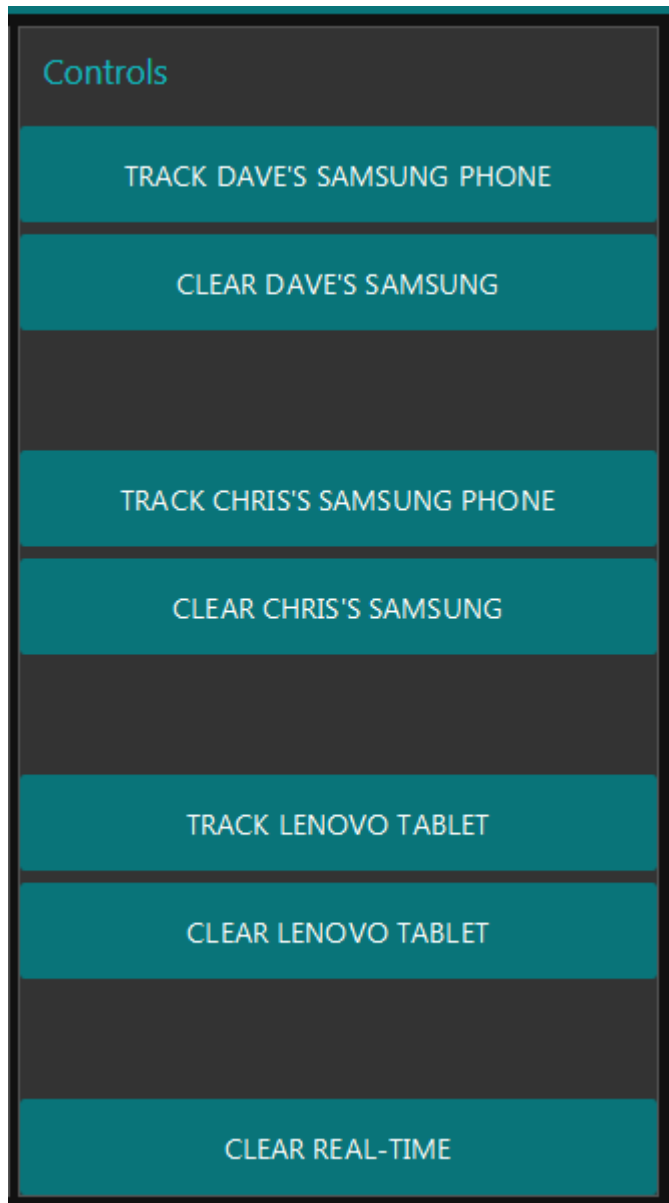 Controls
TRACK DAVE'S SAMSUNG PHONE
CLEAR DAVE'S SAMSUNG
TRACK CHRIS'S SAMSUNG PHONE
CLEAR CHRIS'S SAMSUNG
TRACK LENOVO TABLET
CLEAR LENOVO TABLET
CLEAR REAL-TIME